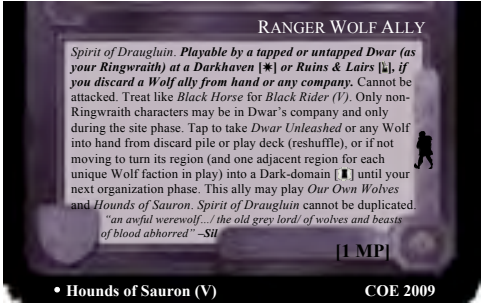 RANGER WOLF ALLY
Spirit of Draugluin. Playable by a tapped or untapped Dwar (as
your Ringwraith) at a Darkhaven [✶] or Ruins & Lairs [], if
you discard a Wolf ally from hand or any company. Cannot be
attacked. Treat like Black Horse for Black Rider (V). Only non-
Ringwraith characters may be in Dwar's company and only
during the site phase. Tap to take Dwar Unleashed or any Wolf
into hand from discard pile or play deck (reshuffle), or if not
moving to turn its region (and one adjacent region for each
unique Wolf faction in play) into a Dark-domain [] until your
next organization phase. This ally may play Our Own Wolves
and Hounds of Sauron. Spirit of Draugluin cannot be duplicated.
"an awful werewolf.../ the old grey lord/ of wolves and beasts
of blood abhorred" –Sil
[1 MP]
• Hounds of Sauron (V) COE 2009